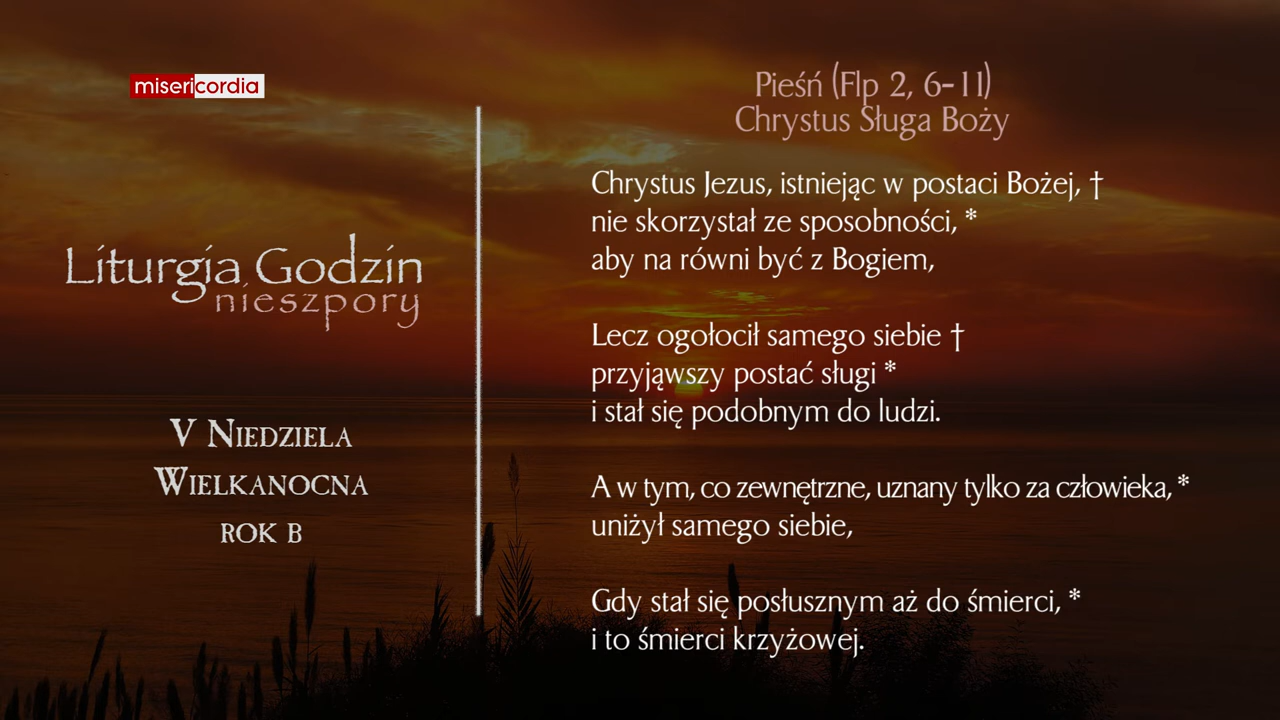 misericordia
Liturgia Godzin
nieszpory
V Niedziela
Wielkanocna
rok B
Pieśń (Flp 2, 6-11)
Chrystus Sługa Boży
Chrystus Jezus, istniejąc w postaci Bożej, †
nie skorzystał ze sposobności, *
aby na równi być z Bogiem,
Lecz ogołocił samego siebie †
przyjąwszy postać sługi *
i stał się podobnym do ludzi.
A w tym, co zewnętrzne, uznany tylko za człowieka, *
uniżył samego siebie,
Gdy stał się posłusznym aż do śmierci, *
i to śmierci krzyżowej.